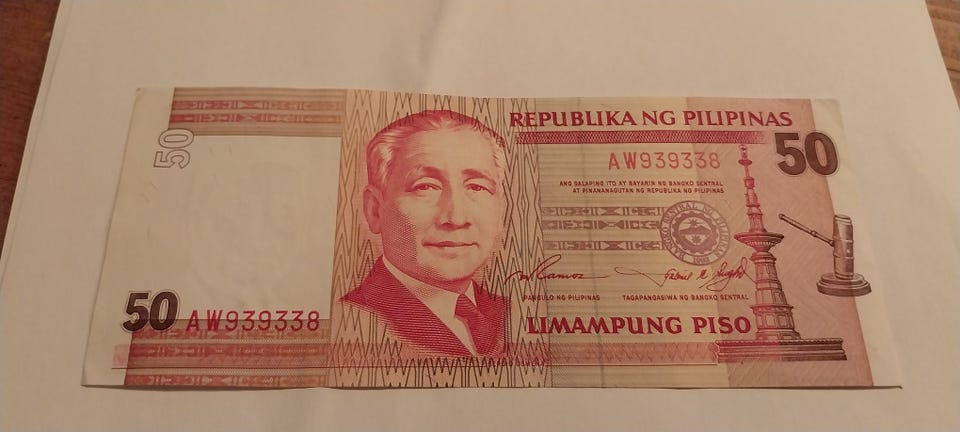 50
REPUBLIKA NG PILIPINAS
50
AW939338
ANG SALAPING ITO AY BAYARIN NG BANGKO SENTRAL
AT PINANANAGUTAN NG REPUBLIKA NG PILIPINAS
PANGULO NG PILIPINAS
TAGAPANGASIWA NG BANGKO SENTRAL
50 AW939338
LIMAMPUNG PISO